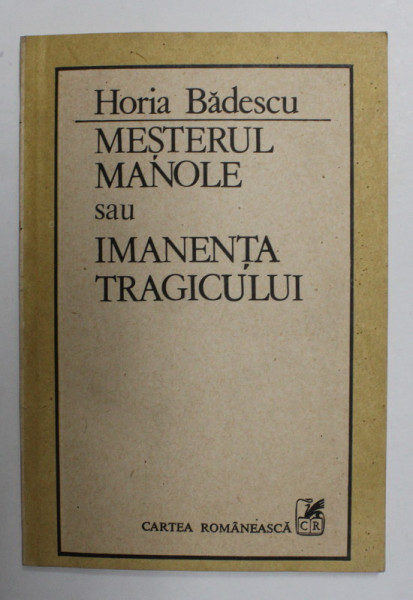 Horia Bădescu
MEȘTERUL
MANOLE
sau
IMANENȚA
TRAGICULUI
CARTEA ROMÂNEASCĂ CR